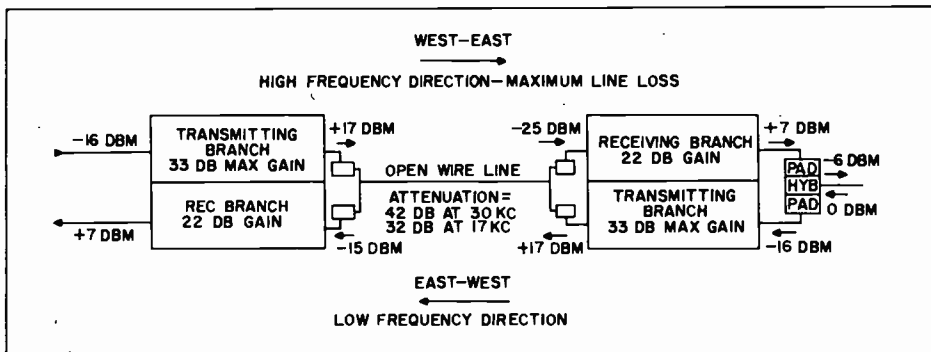 WEST-EAST
HIGH FREQUENCY DIRECTION-MAXIMUM LINE LOSS
-16 DBM
TRANSMITTING
BRANCH
33 DB MAX GAIN
+17 DBM
REC BRANCH
22 DB GAIN
+7 DBM
-15 DBM
OPEN WIRE LINE
ATTENUATION=
42 DB AT 30 KC
32 DB AT 17 KC
-25 DBM
RECEIVING BRANCH
22 DB GAIN
+7 DBM
TRANSMITTING
BRANCH
33 DB MAX GAIN
+17 DBM
PAD
HYB
PAD
-6 DBM
0 DBM
-16 DBM
EAST-WEST
LOW FREQUENCY DIRECTION